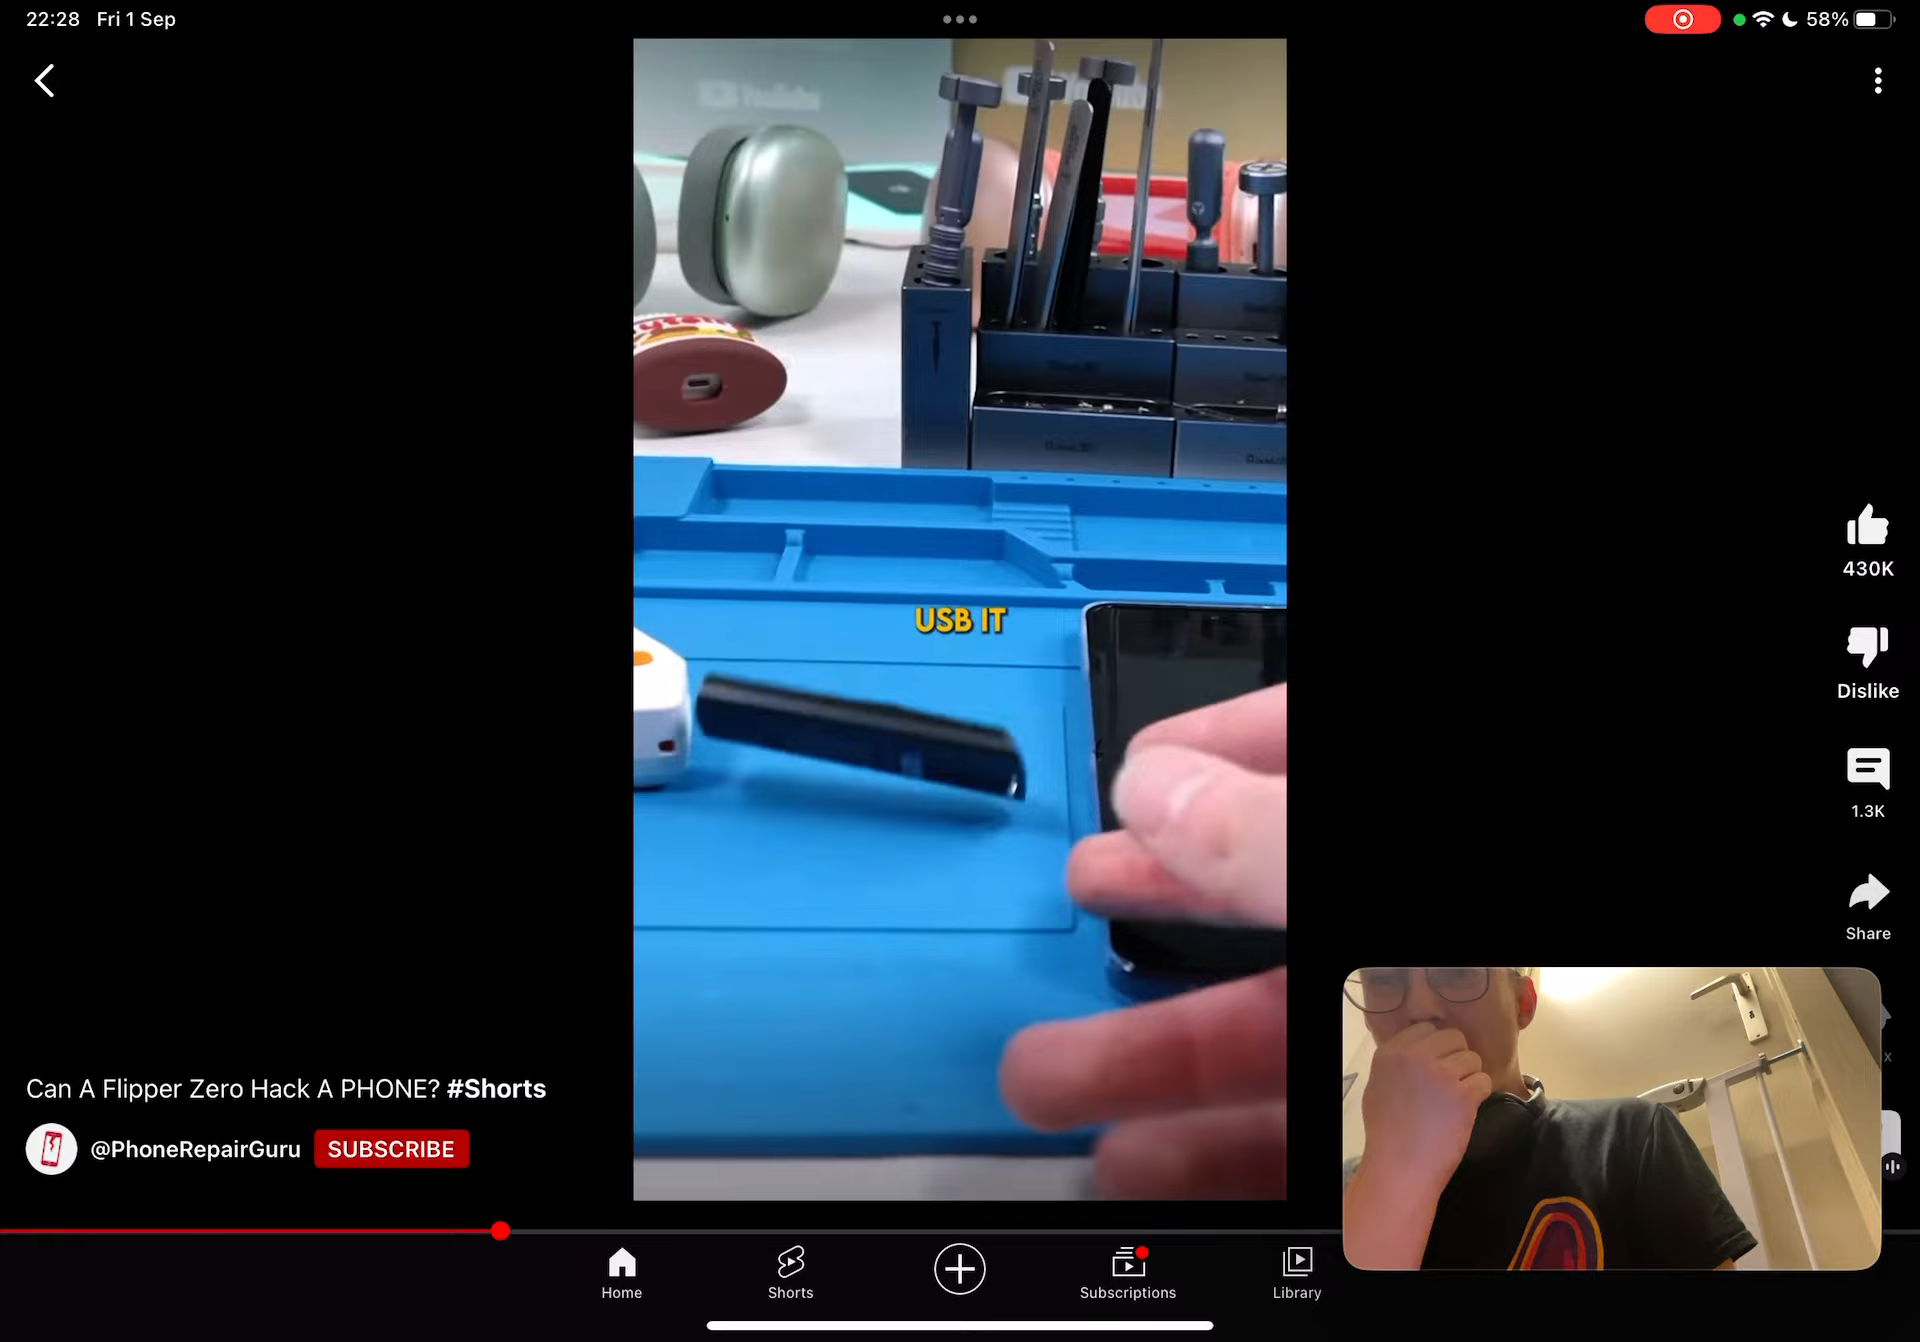 22:28 Fri 1 Sep
58%
YouTube
USB IT
430K
Dislike
1.3K
Share
Can A Flipper Zero Hack A PHONE? #Shorts
@PhoneRepairGuru
SUBSCRIBE
Home
Shorts
Subscriptions
Library